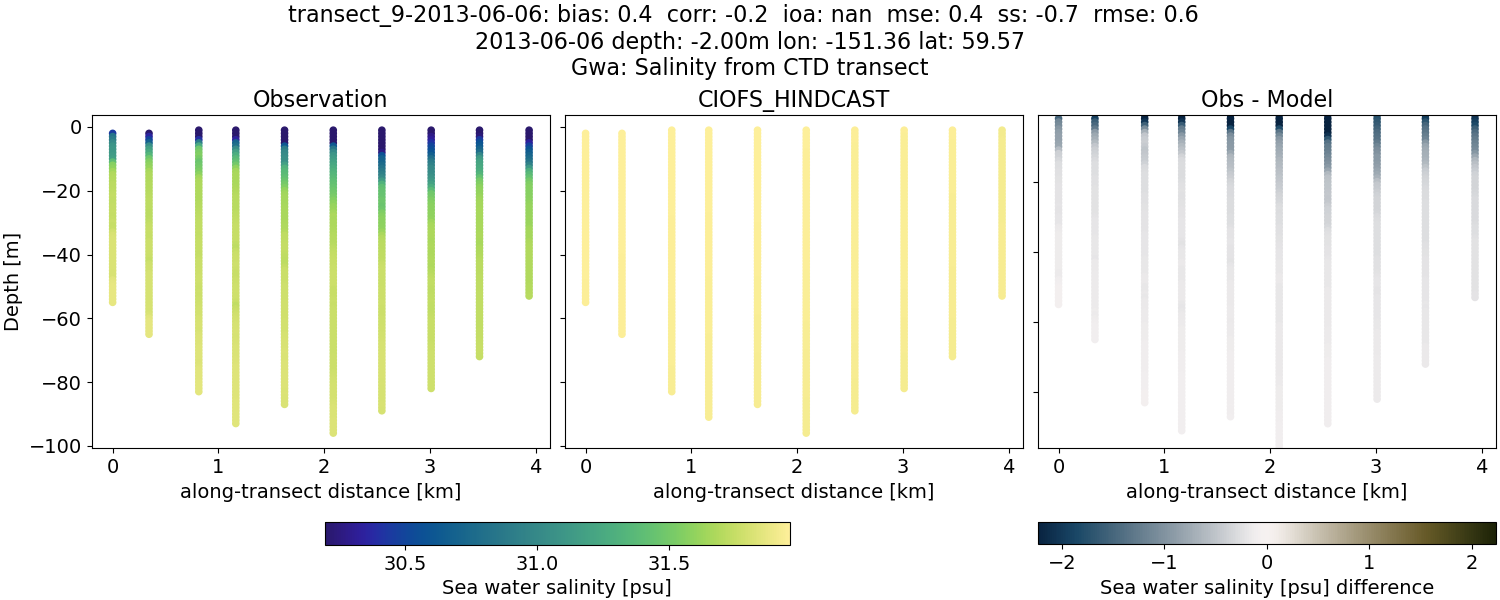 transect_9-2013-06-06: bias: 0.4  corr: -0.2  ioa: nan  mse: 0.4  ss: -0.7  rmse: 0.6
2013-06-06 depth: -2.00m lon: -151.36 lat: 59.57
Gwa: Salinity from CTD transect
Observation
CIOFS_HINDCAST
Obs - Model
Depth [m]
0
−20
−40
−60
−80
−100
0 1 2 3 4
along-transect distance [km]
0 1 2 3 4
along-transect distance [km]
0 1 2 3 4
along-transect distance [km]
30.5 31.0 31.5
Sea water salinity [psu]
−2 −1 0 1 2
Sea water salinity [psu] difference